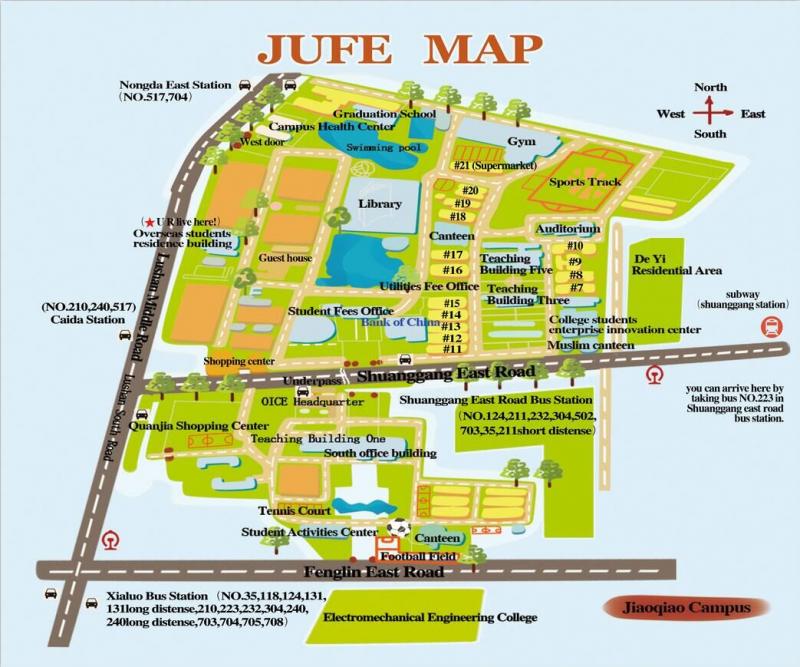 JUFE MAP
Nongda East Station
(NO.517,704)
North
West
East
South
Graduation School
Campus Health Center
West door
Swimming pool
Gym
#21 (Supermarket)
Sports Track
#20
#19
#18
Library
(★U R live here!)
Overseas students
residence building
Auditorium
Canteen
#10
#9
#8
#7
#17
#16
Guest house
Teaching
Building Five
De Yi
Residential Area
Utilities Fee Office
Teaching
Building Three
Lushan Middle Road
(NO.210,240,517)
Caida Station
Student Fees Office
Bank of China
#15
#14
#13
#12
#11
College students
enterprise innovation center
Muslim canteen
subway
(shuanggang station)
Shopping center
Shuanggang East Road
Underpass
you can arrive here by
taking bus NO.223 in
Shuanggang east road
bus station.
Lushan South Road
OICE Headquarter
Shuanggang East Road Bus Station
(NO.124,211,232,304,502,
703,35,211short distense)
Quanjia Shopping Center
Teaching Building One
South office building
Tennis Court
Student Activities Center
Canteen
Football Field
Fenglin East Road
Xialuo Bus Station (NO.35,118,124,131,
131long distense,210,223,232,304,240,
240long distense,703,704,705,708)
Electromechanical Engineering College
Jiaoqiao Campus